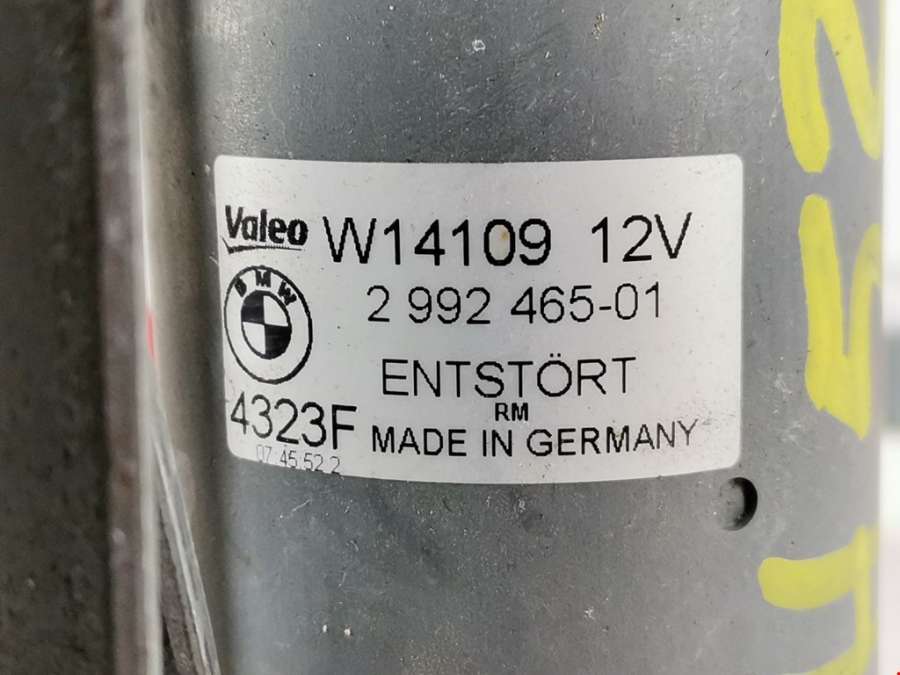 Valeo W14109 12V
BMW 2 992 465-01
ENTSTÖRT
RM
4323F MADE IN GERMANY
07:45:52 2